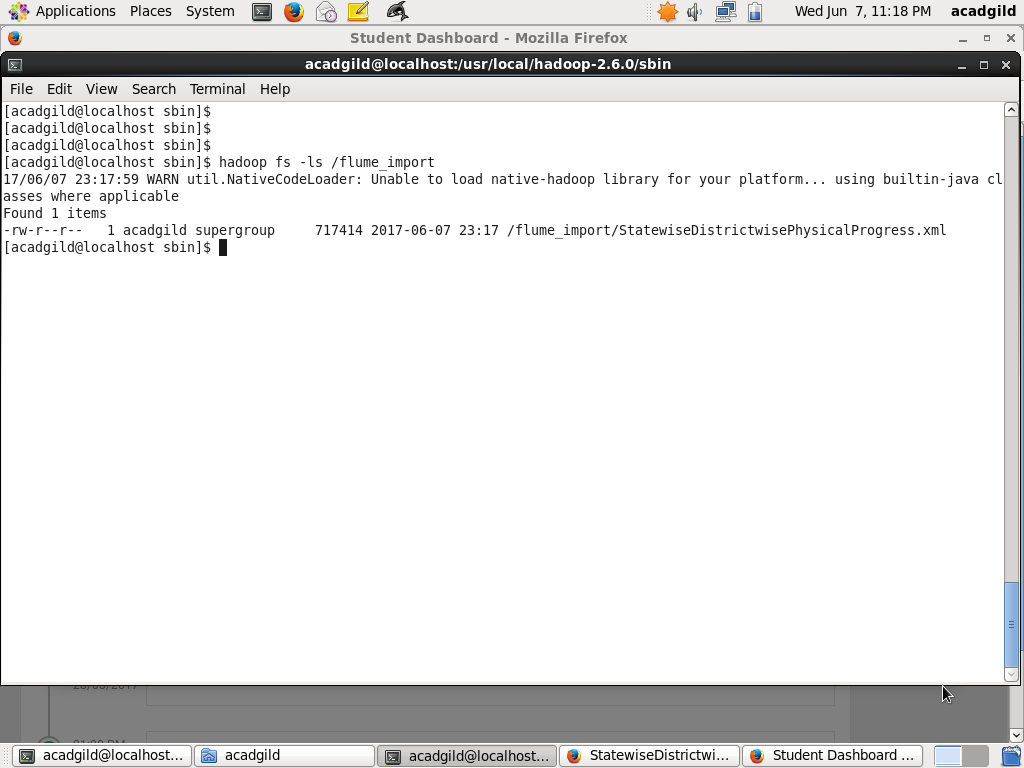 Applications Places System Wed Jun 7, 11:18 PM acadgild
Student Dashboard - Mozilla Firefox
acadgild@localhost:/usr/local/hadoop-2.6.0/sbin
File Edit View Search Terminal Help
[acadgild@localhost sbin]$
[acadgild@localhost sbin]$
[acadgild@localhost sbin]$
[acadgild@localhost sbin]$ hadoop fs -ls /flume_import
17/06/07 23:17:59 WARN util.NativeCodeLoader: Unable to load native-hadoop library for your platform... using builtin-java cl
asses where applicable
Found 1 items
-rw-r--r--   1 acadgild supergroup     717414 2017-06-07 23:17 /flume_import/StatewiseDistrictwisePhysicalProgress.xml
[acadgild@localhost sbin]$
acadgild@localhost... acadgild acadgild@localhost... StatewiseDistrictwi... Student Dashboard ...